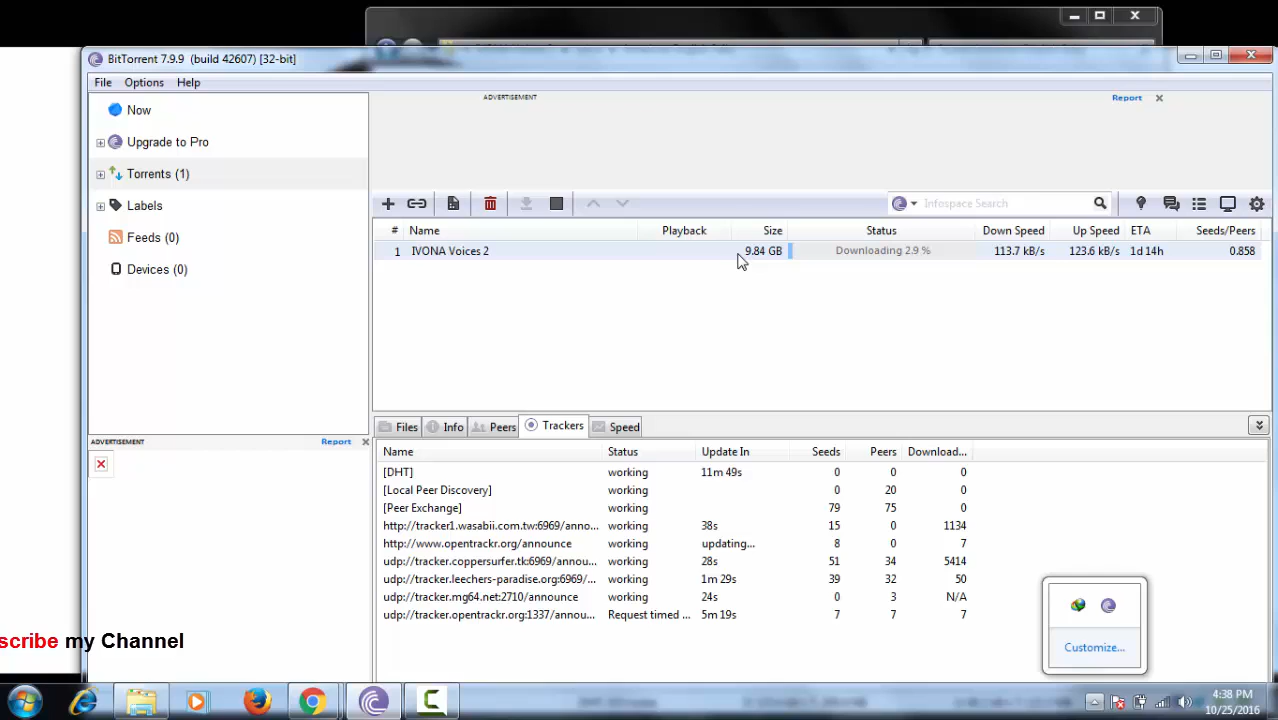 BitTorrent 7.9.9 (build 42607) [32-bit]
File Options Help
Now
Upgrade to Pro
Torrents (1)
Labels
Feeds (0)
Devices (0)
ADVERTISEMENT Report
Infospace Search
# Name Playback Size Status Down Speed Up Speed ETA Seeds/Peers
1 IVONA Voices 2 9.84 GB Downloading 2.9 % 113.7 kB/s 123.6 kB/s 1d 14h 0.858
Files Info Peers Trackers Speed
ADVERTISEMENT Report
Name Status Update In Seeds Peers Download...
[DHT] working 11m 49s 0 0 0
[Local Peer Discovery] working 0 20 0
[Peer Exchange] working 79 75 0
http://tracker1.wasabii.com.tw:6969/anno... working 38s 15 0 1134
http://www.opentrackr.org/announce working updating... 8 0 7
udp://tracker.coppersurfer.tk:6969/annou... working 28s 51 34 5414
udp://tracker.leechers-paradise.org:6969/... working 1m 29s 39 32 50
udp://tracker.mg64.net:2710/announce working 24s 0 3 N/A
udp://tracker.opentrackr.org:1337/annou... Request timed ... 5m 19s 7 7 7
Customize...
scribe my Channel
4:38 PM
10/25/2016